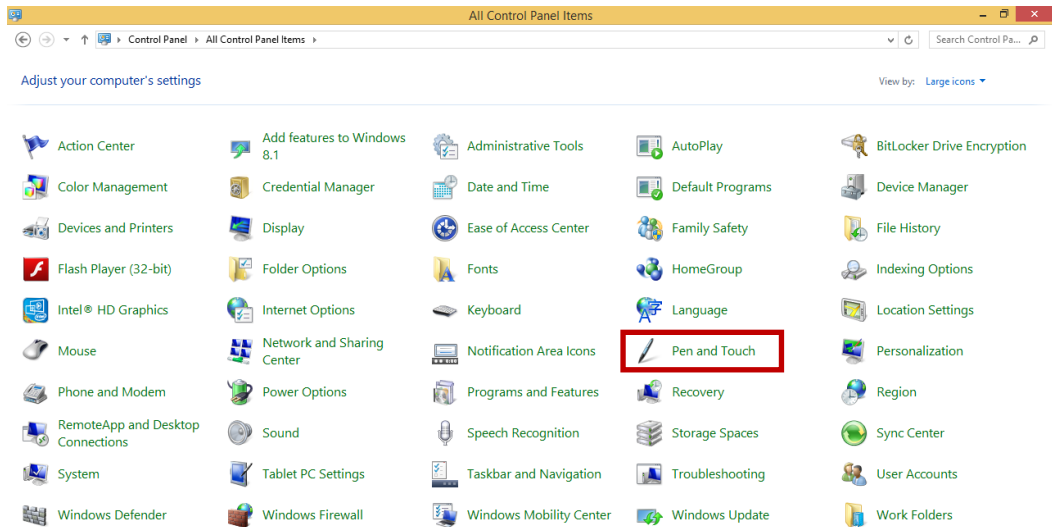 All Control Panel Items
Control Panel All Control Panel Items
Search Control Pa...
Adjust your computer's settings
View by: Large icons
Action Center
Add features to Windows
8.1
Administrative Tools
AutoPlay
BitLocker Drive Encryption
Color Management
Credential Manager
Date and Time
Default Programs
Device Manager
Devices and Printers
Display
Ease of Access Center
Family Safety
File History
Flash Player (32-bit)
Folder Options
Fonts
HomeGroup
Indexing Options
Intel® HD Graphics
Internet Options
Keyboard
Language
Location Settings
Mouse
Network and Sharing
Center
Notification Area Icons
Pen and Touch
Personalization
Phone and Modem
Power Options
Programs and Features
Recovery
Region
RemoteApp and Desktop
Connections
Sound
Speech Recognition
Storage Spaces
Sync Center
System
Tablet PC Settings
Taskbar and Navigation
Troubleshooting
User Accounts
Windows Defender
Windows Firewall
Windows Mobility Center
Windows Update
Work Folders